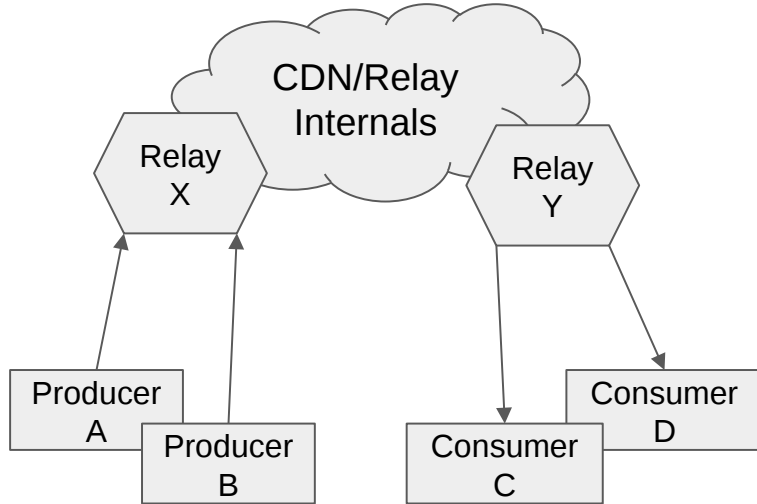 CDN/Relay
Internals
Relay
X
Relay
Y
Producer
A
Producer
B
Consumer
C
Consumer
D